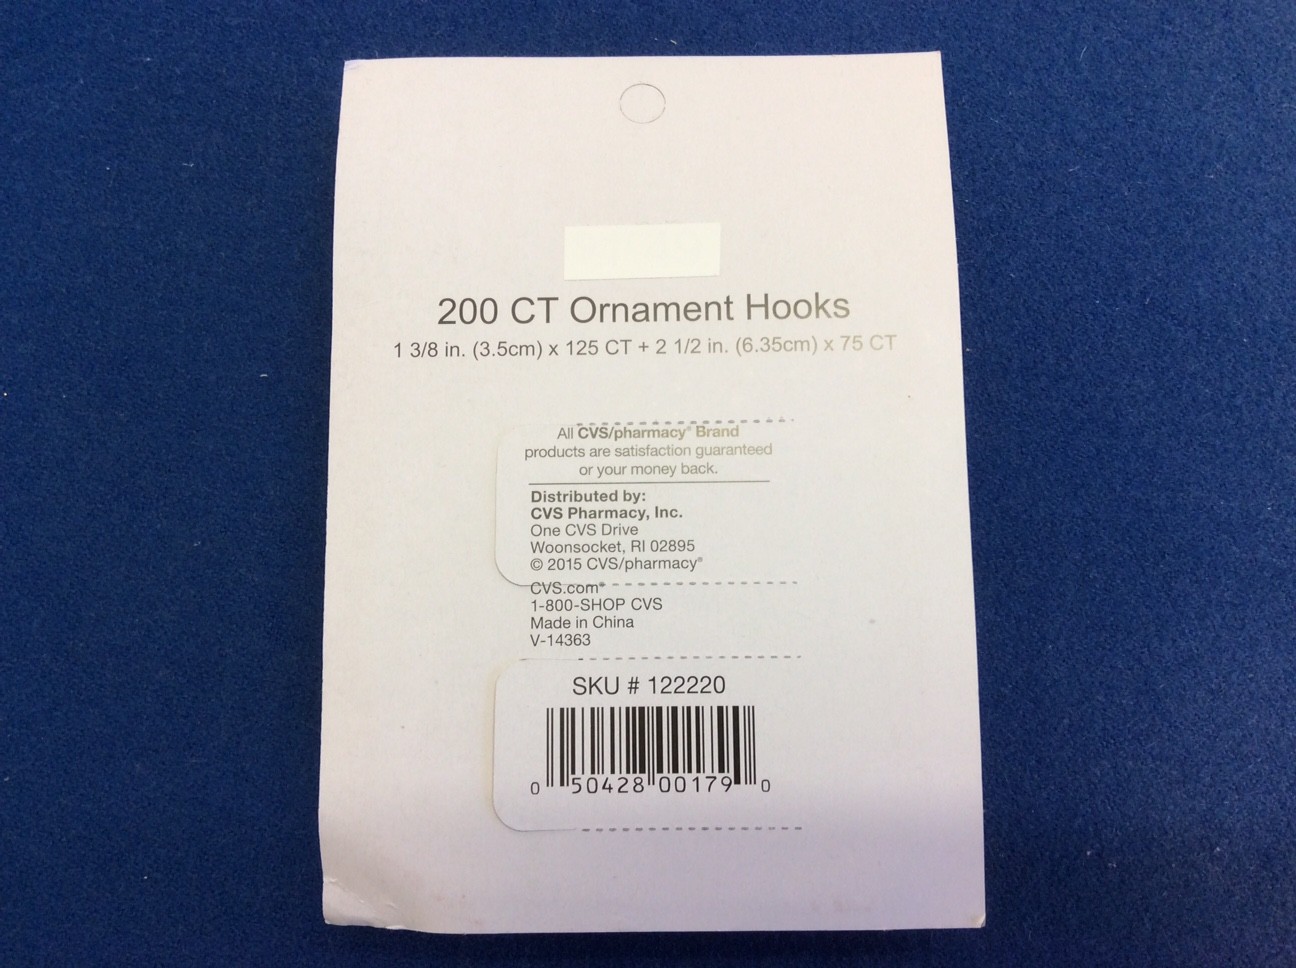 200 CT Ornament Hooks
1 3/8 in. (3.5cm) x 125 CT + 2 1/2 in. (6.35cm) x 75 CT
All CVS/pharmacy® Brand
products are satisfaction guaranteed
or your money back.
Distributed by:
CVS Pharmacy, Inc.
One CVS Drive
Woonsocket, RI 02895
© 2015 CVS/pharmacy®
CVS.com®
1-800-SHOP CVS
Made in China
V-14363
SKU # 122220
0 50428 00179 0